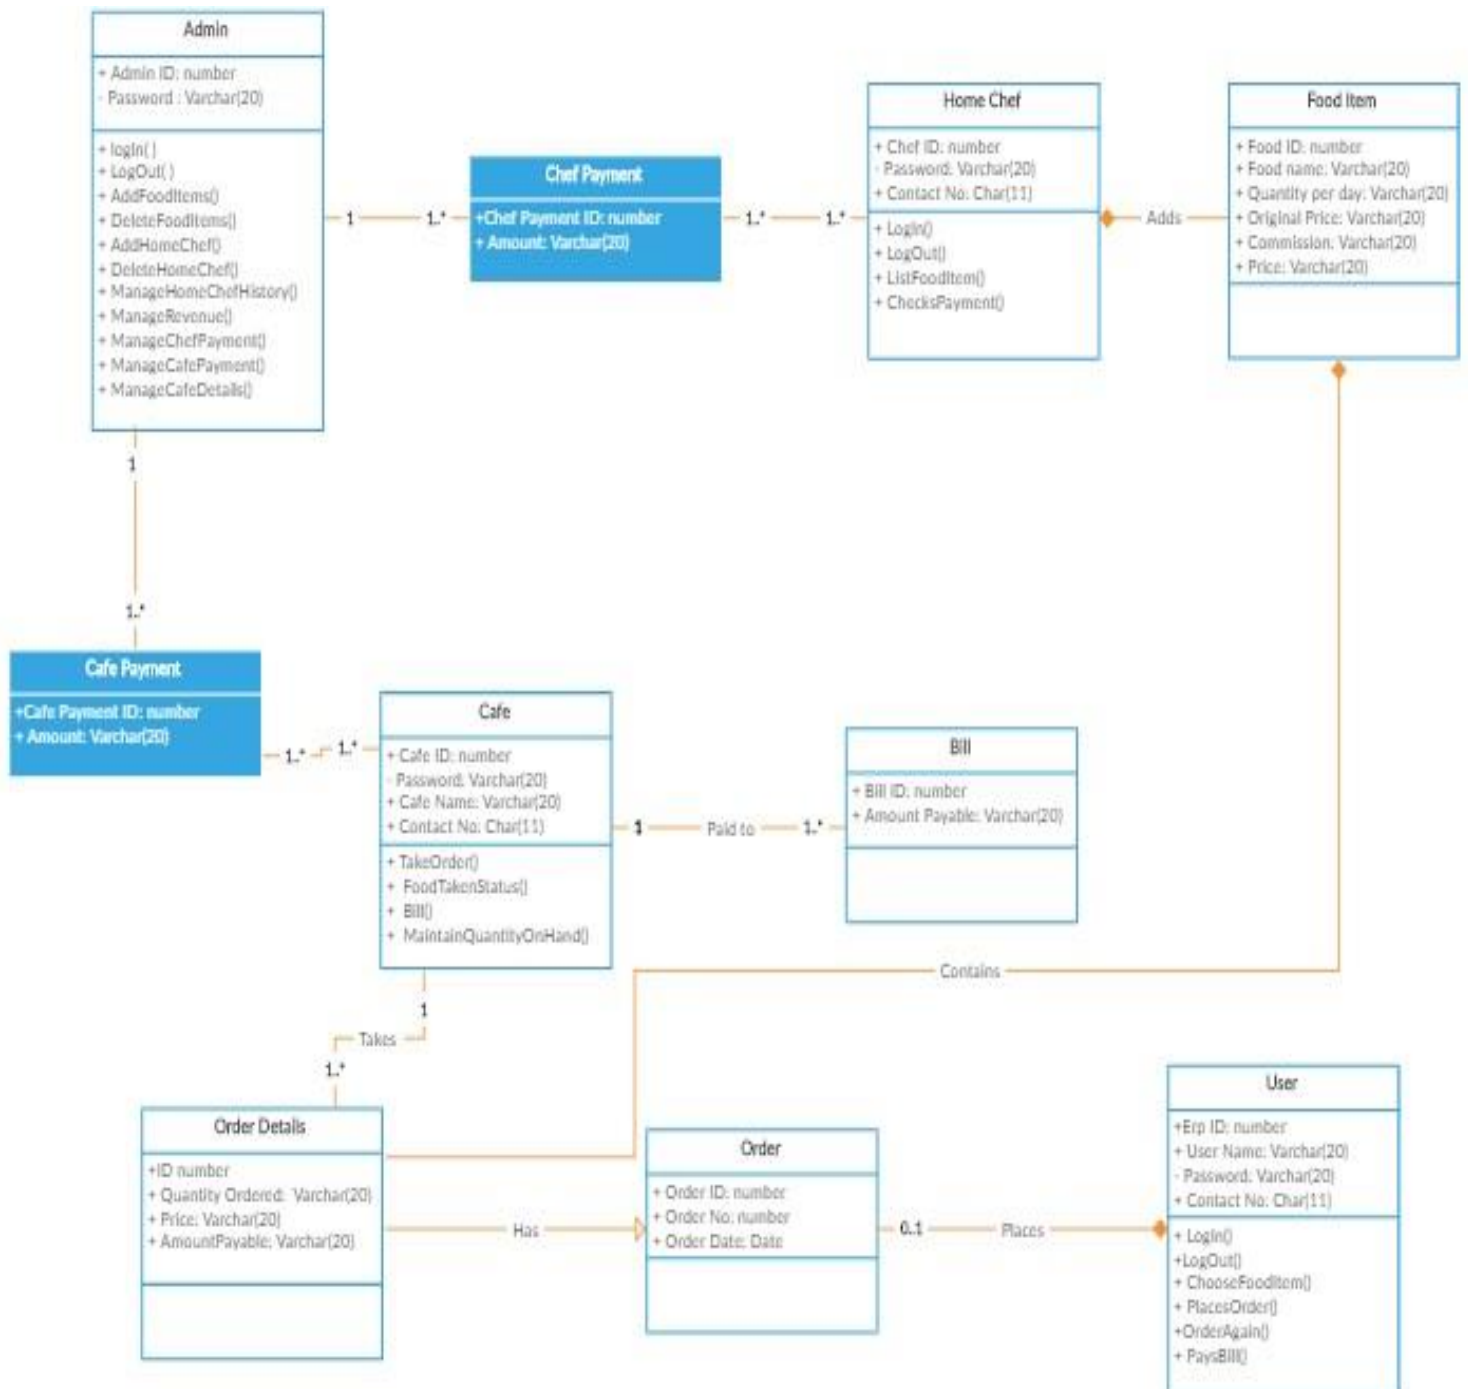 Admin
+ Admin ID: number
- Password : Varchar(20)
+ login( )
+ LogOut( )
+ AddFoodItems()
+ DeleteFoodItems()
+ AddHomeChef()
+ DeleteHomeChef()
+ ManageHomeChefHistory()
+ ManageRevenue()
+ ManageChefPayment()
+ ManageCafePayment()
+ ManageCafeDetails()
1
1..*
Chef Payment
+Chef Payment ID: number
+ Amount: Varchar(20)
1..*
1..*
Home Chef
+ Chef ID: number
- Password: Varchar(20)
+ Contact No: Char(11)
+ LogIn()
+ LogOut()
+ ListFoodItem()
+ ChecksPayment()
Adds
Food Item
+ Food ID: number
+ Food name: Varchar(20)
+ Quantity per day: Varchar(20)
+ Original Price: Varchar(20)
+ Commission: Varchar(20)
+ Price: Varchar(20)
1
1..*
Cafe Payment
+Cafe Payment ID: number
+ Amount: Varchar(20)
1..*
1..*
Cafe
+ Cafe ID: number
- Password: Varchar(20)
+ Cafe Name: Varchar(20)
+ Contact No: Char(11)
+ TakeOrder()
+ FoodTakenStatus()
+ Bill()
+ MaintainQuantityOnHand()
1
Paid to
1..*
Bill
+ Bill ID: number
+ Amount Payable: Varchar(20)
Contains
1
Takes
1..*
Order Details
+ID number
+ Quantity Ordered: Varchar(20)
+ Price: Varchar(20)
+ AmountPayable: Varchar(20)
Has
Order
+ Order ID: number
+ Order No: number
+ Order Date: Date
0..1
Places
User
+Erp ID: number
+ User Name: Varchar(20)
- Password: Varchar(20)
+ Contact No: Char(11)
+ LogIn()
+LogOut()
+ ChooseFoodItem()
+ PlacesOrder()
+OrderAgain()
+ PaysBill()